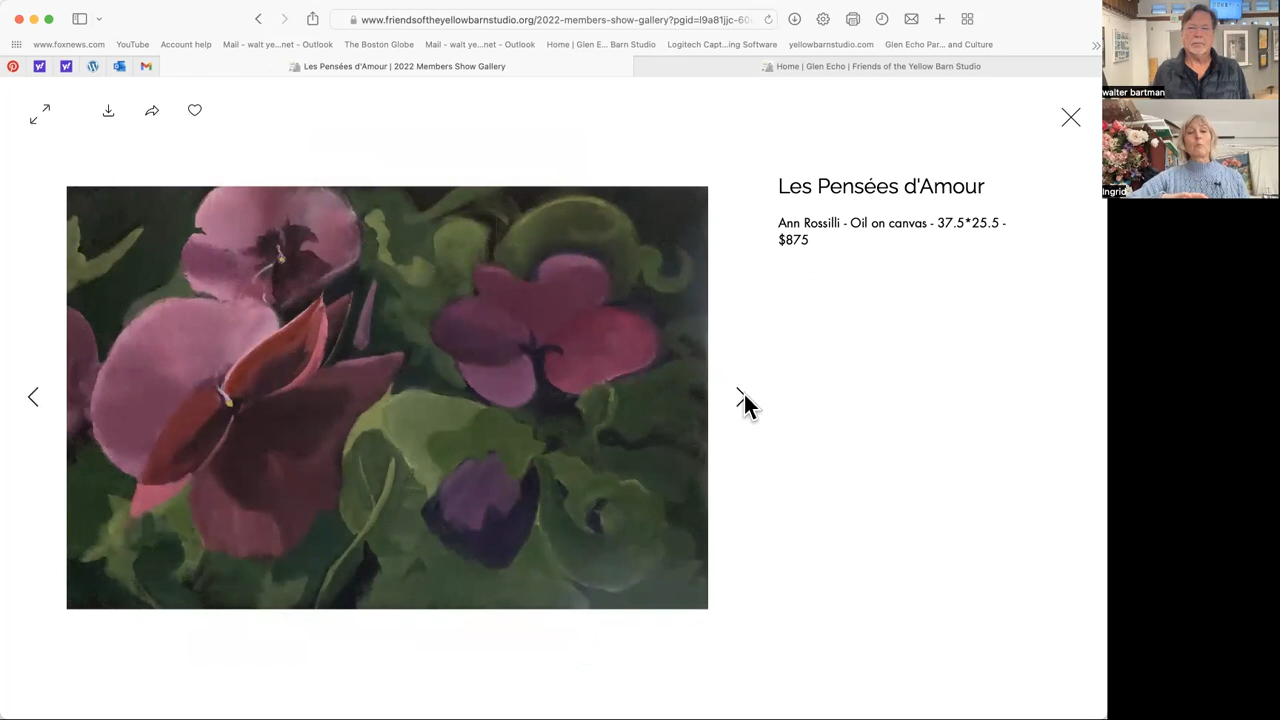 www.friendsoftheyellowbarnstudio.org/2022-members-show-gallery?pgid=l9a81jjc-60
www.foxnews.com YouTube Account help Mail - walt ye...net - Outlook The Boston Globe Mail - walt ye...net - Outlook Home | Glen E... Barn Studio Logitech Capt...ing Software yellowbarnstudio.com Glen Echo Par... and Culture
Les Pensées d'Amour | 2022 Members Show Gallery
Home | Glen Echo | Friends of the Yellow Barn Studio
walter bartman
Ingrid
Les Pensées d'Amour
Ann Rossilli - Oil on canvas - 37.5*25.5 -
$875